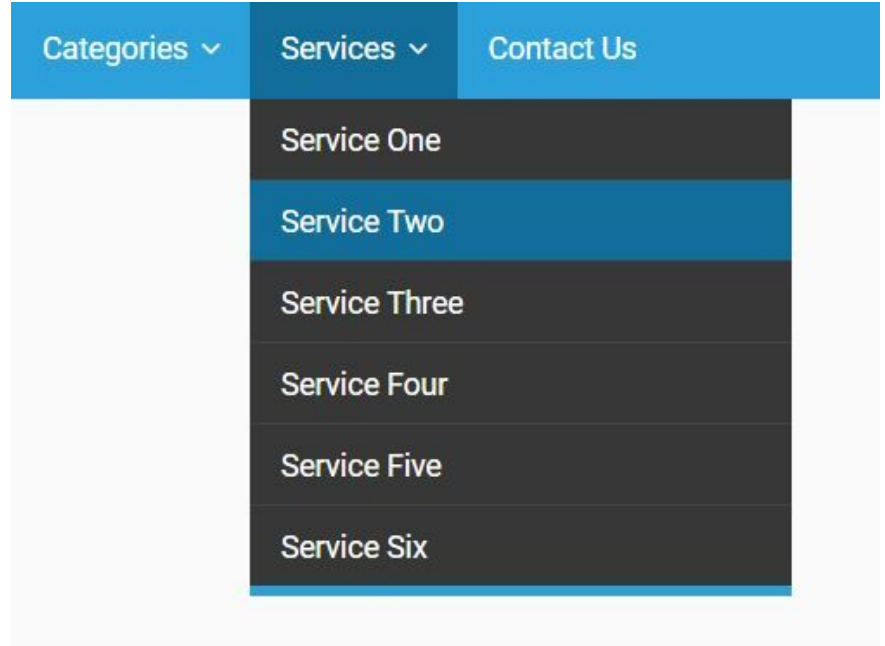 Categories Services Contact Us
Service One
Service Two
Service Three
Service Four
Service Five
Service Six